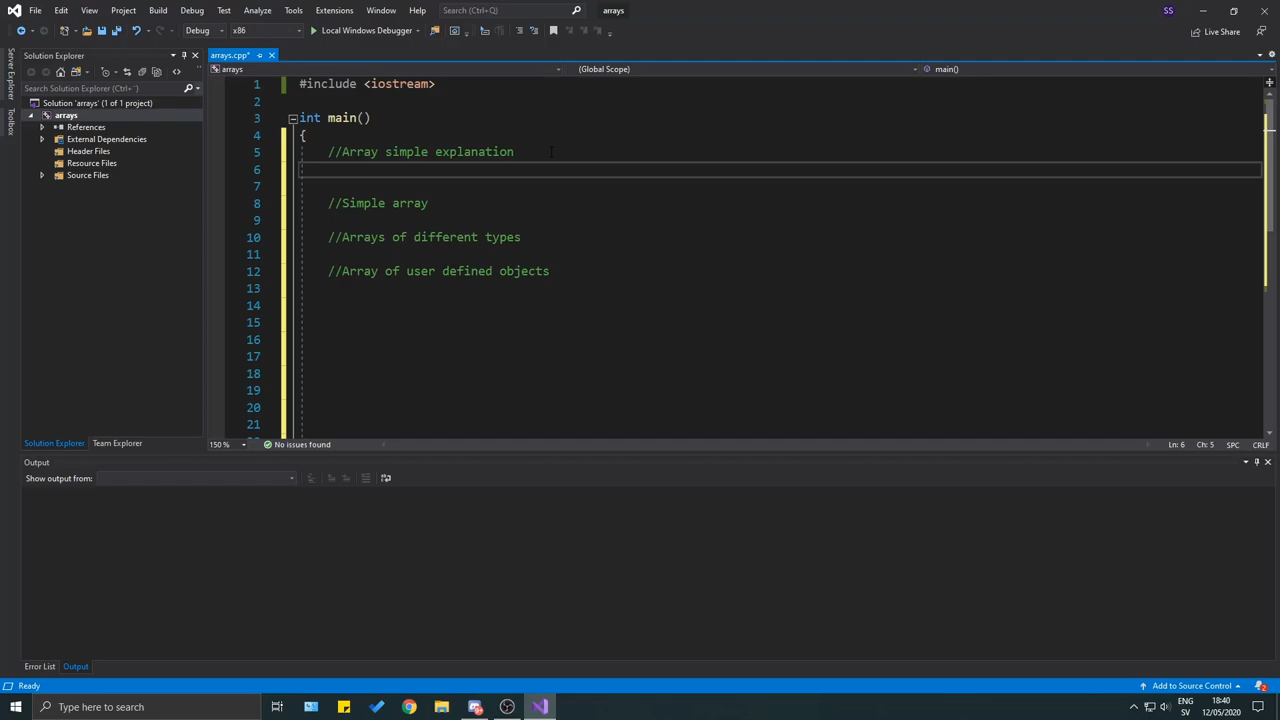 File Edit View Project Build Debug Test Analyze Tools Extensions Window Help Search (Ctrl+Q) arrays SS
Debug x86 Local Windows Debugger Live Share
Server Explorer
Toolbox
Solution Explorer
Search Solution Explorer (Ctrl+¨)
Solution 'arrays' (1 of 1 project)
arrays
References
External Dependencies
Header Files
Resource Files
Source Files
Solution Explorer Team Explorer
arrays.cpp*
arrays (Global Scope) main()
1 #include <iostream>
2
3 int main()
4 {
5 //Array simple explanation
6
7
8 //Simple array
9
10 //Arrays of different types
11
12 //Array of user defined objects
13
14
15
16
17
18
19
20
21
150 % No issues found Ln: 6 Ch: 5 SPC CRLF
Output
Show output from:
Error List Output
Ready Add to Source Control 2
Type here to search
ENG
SV
18:40
12/05/2020
2